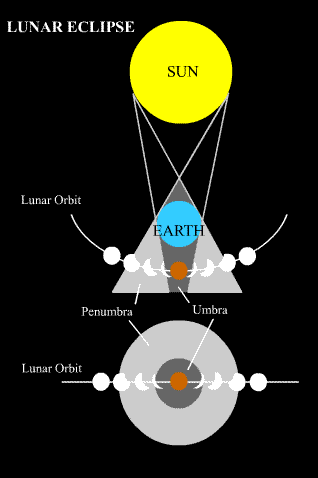 LUNAR ECLIPSE
SUN
Lunar Orbit
EARTH
Penumbra
Umbra
Lunar Orbit